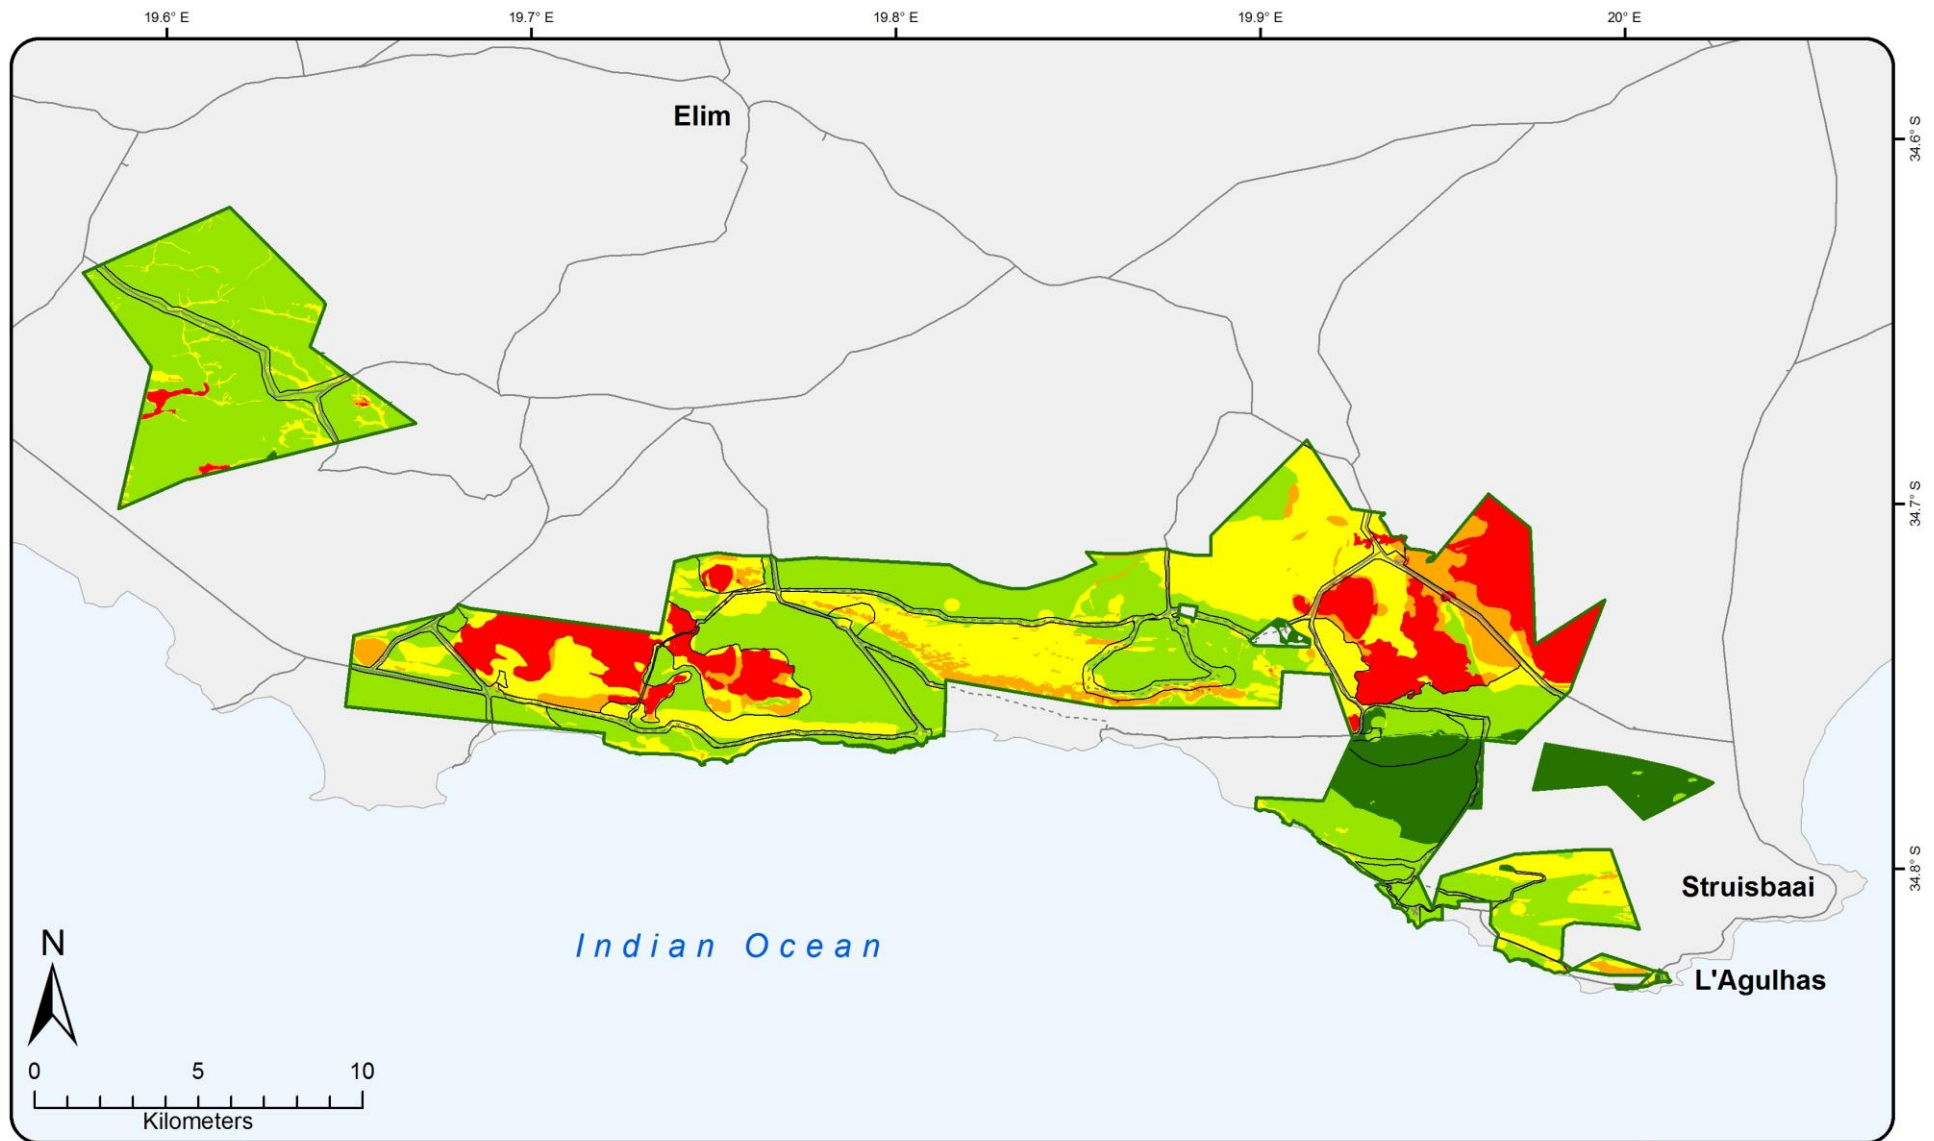 19.6° E 19.7° E 19.8° E 19.9° E 20° E
Elim
34.6° S
34.7° S
34.8° S
Struisbaai
Indian Ocean
L'Agulhas
N
0 5 10
Kilometers